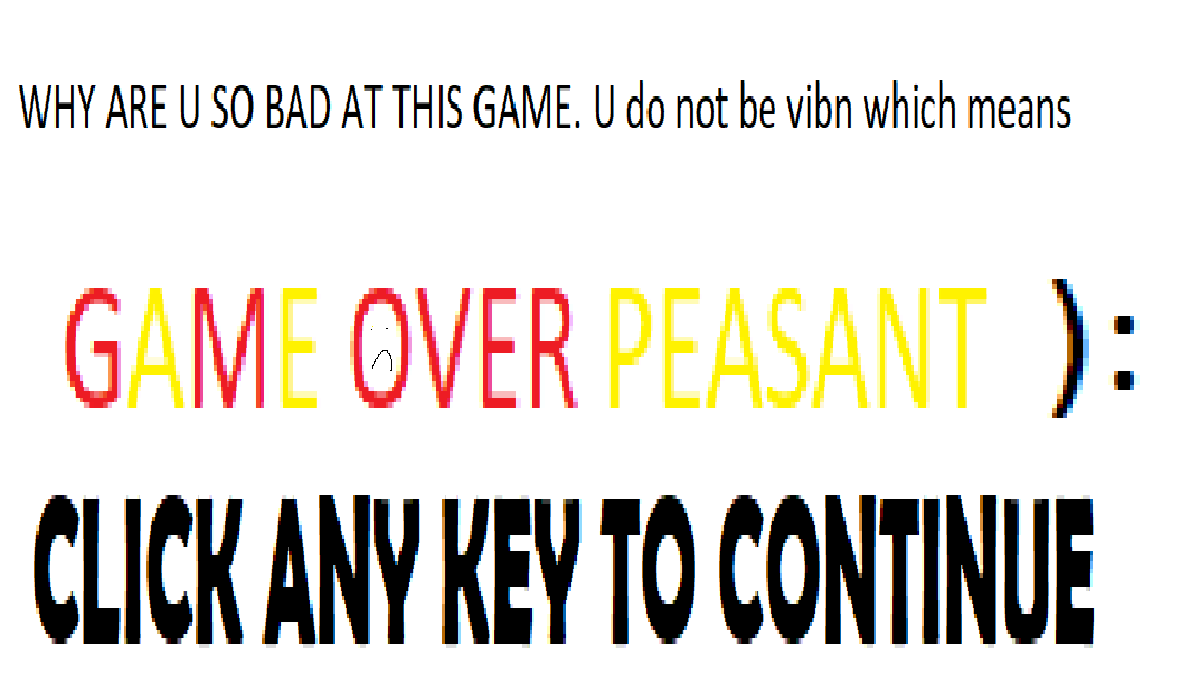 WHY ARE U SO BAD AT THIS GAME. U do not be vibn which means
GAME OVER PEASANT ):
CLICK ANY KEY TO CONTINUE